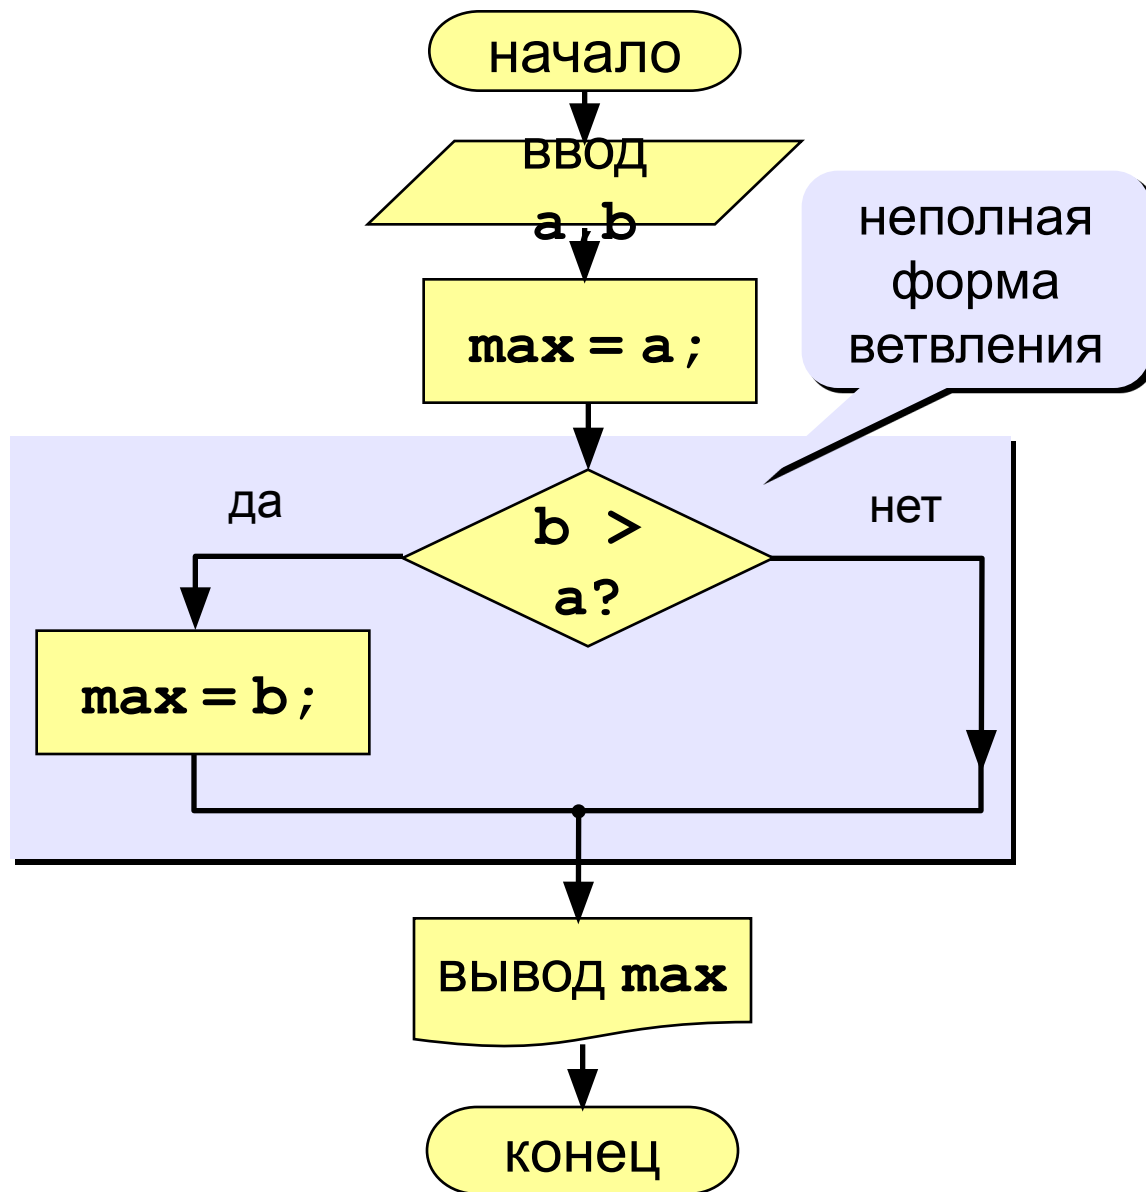 начало
ввод
a,b
неполная
форма
ветвления
max = a;
да
нет
b >
a?
max = b;
вывод max
конец